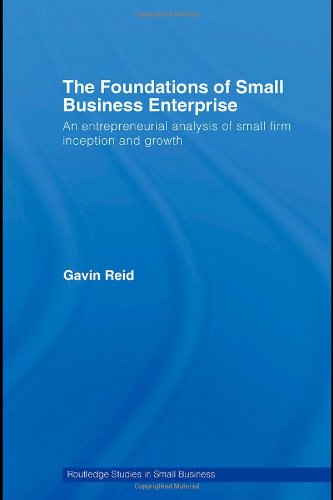 The Foundations of Small
Business Enterprise
An entrepreneurial analysis of small firm
inception and growth
Gavin Reid
Routledge Studies in Small Business